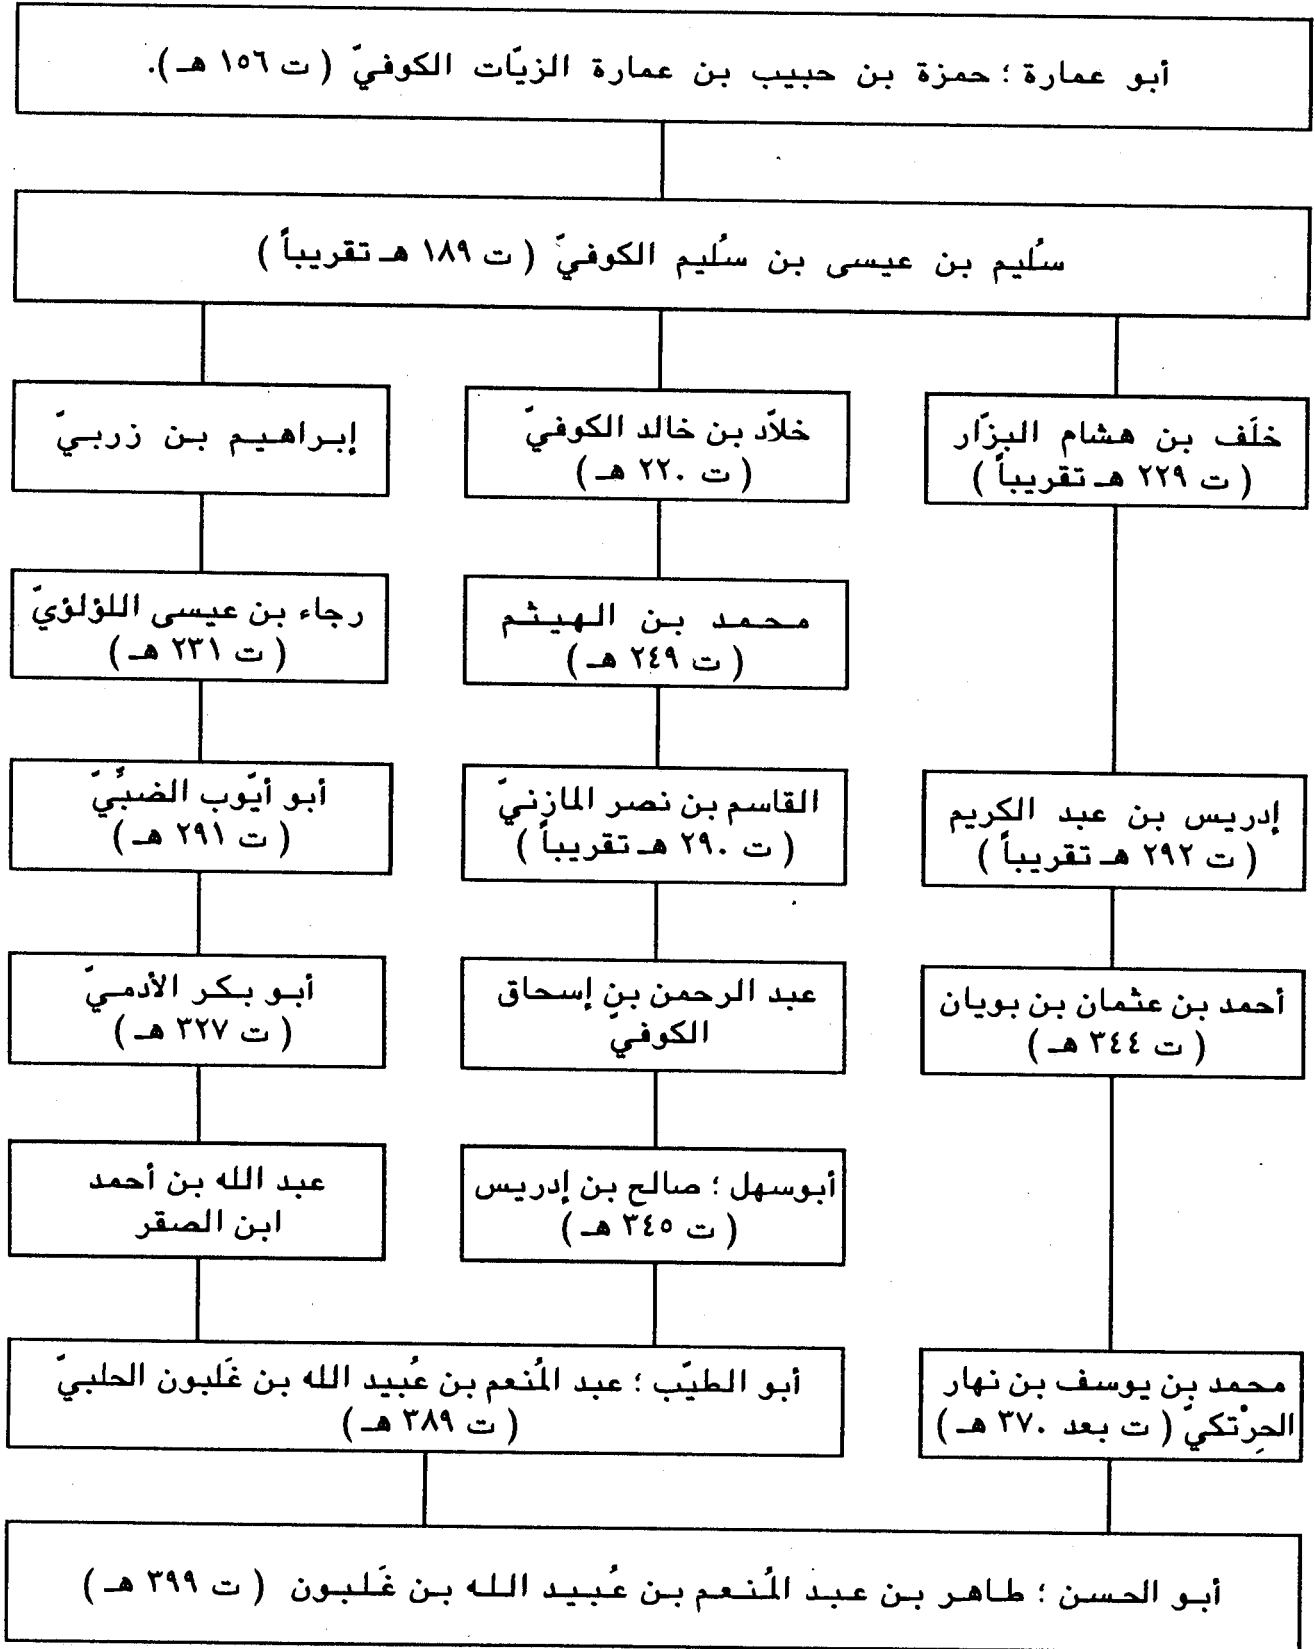 أبو عمارة ؛ حمزة بن حبيب بن عمارة الزيّات الكوفيّ ( ت ١٥٦ هـ ).
سُليم بن عيسى بن سُليم الكوفيّ ( ت ١٨٩ هـ تقريباً )
خلَف بن هشام البزّار
( ت ٢٢٩ هـ تقريباً )
خلاّد بن خالد الكوفيّ
( ت ٢٢٠ هـ )
إبراهيم بن زربيّ
محمد بن الهيثم
( ت ٢٤٩ هـ )
رجاء بن عيسى اللؤلؤيّ
( ت ٢٣١ هـ )
إدريس بن عبد الكريم
( ت ٢٩٢ هـ تقريباً )
القاسم بن نصر المازنيّ
( ت ٢٩٠ هـ تقريباً )
أبو أيّوب الضبِّيّ
( ت ٢٩١ هـ )
أحمد بن عثمان بن بويان
( ت ٣٤٤ هـ )
عبد الرحمن بن إسحاق
الكوفيّ
أبو بكر الأدميّ
( ت ٣٢٧ هـ )
أبوسهل ؛ صالح بن إدريس
( ت ٣٤٥ هـ )
عبد الله بن أحمد
ابن الصقر
محمد بن يوسف بن نهار
الحِرْتكيّ ( ت بعد ٣٧٠ هـ )
أبو الطيّب ؛ عبد المُنعم بن عُبيد الله بن غَلبون الحلبيّ
( ت ٣٨٩ هـ )
أبو الحسن ؛ طاهر بن عبد المُنعم بن عُبيد الله بن غَلبون ( ت ٣٩٩ هـ )